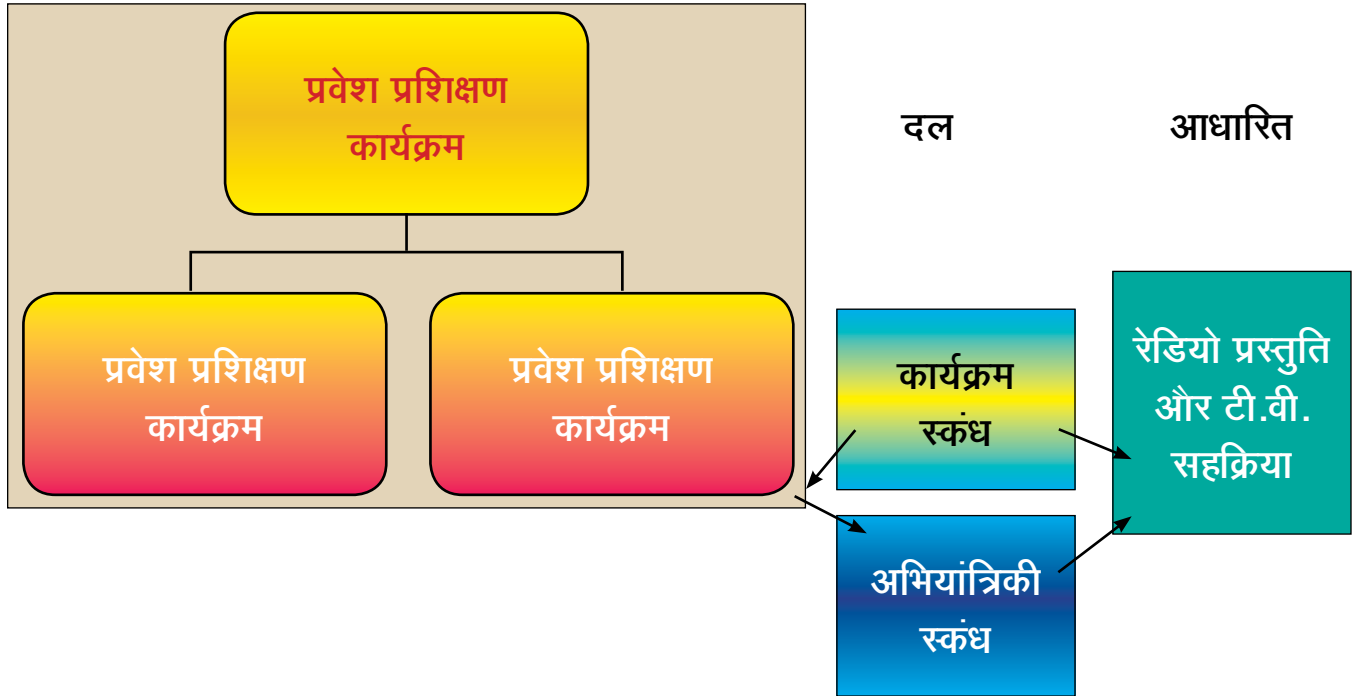 प्रवेश प्रशिक्षण
कार्यक्रम
दल
आधारित
प्रवेश प्रशिक्षण
कार्यक्रम
प्रवेश प्रशिक्षण
कार्यक्रम
कार्यक्रम
स्कंध
रेडियो प्रस्तुति
और टी.वी.
सहक्रिया
अभियांत्रिकी
स्कंध